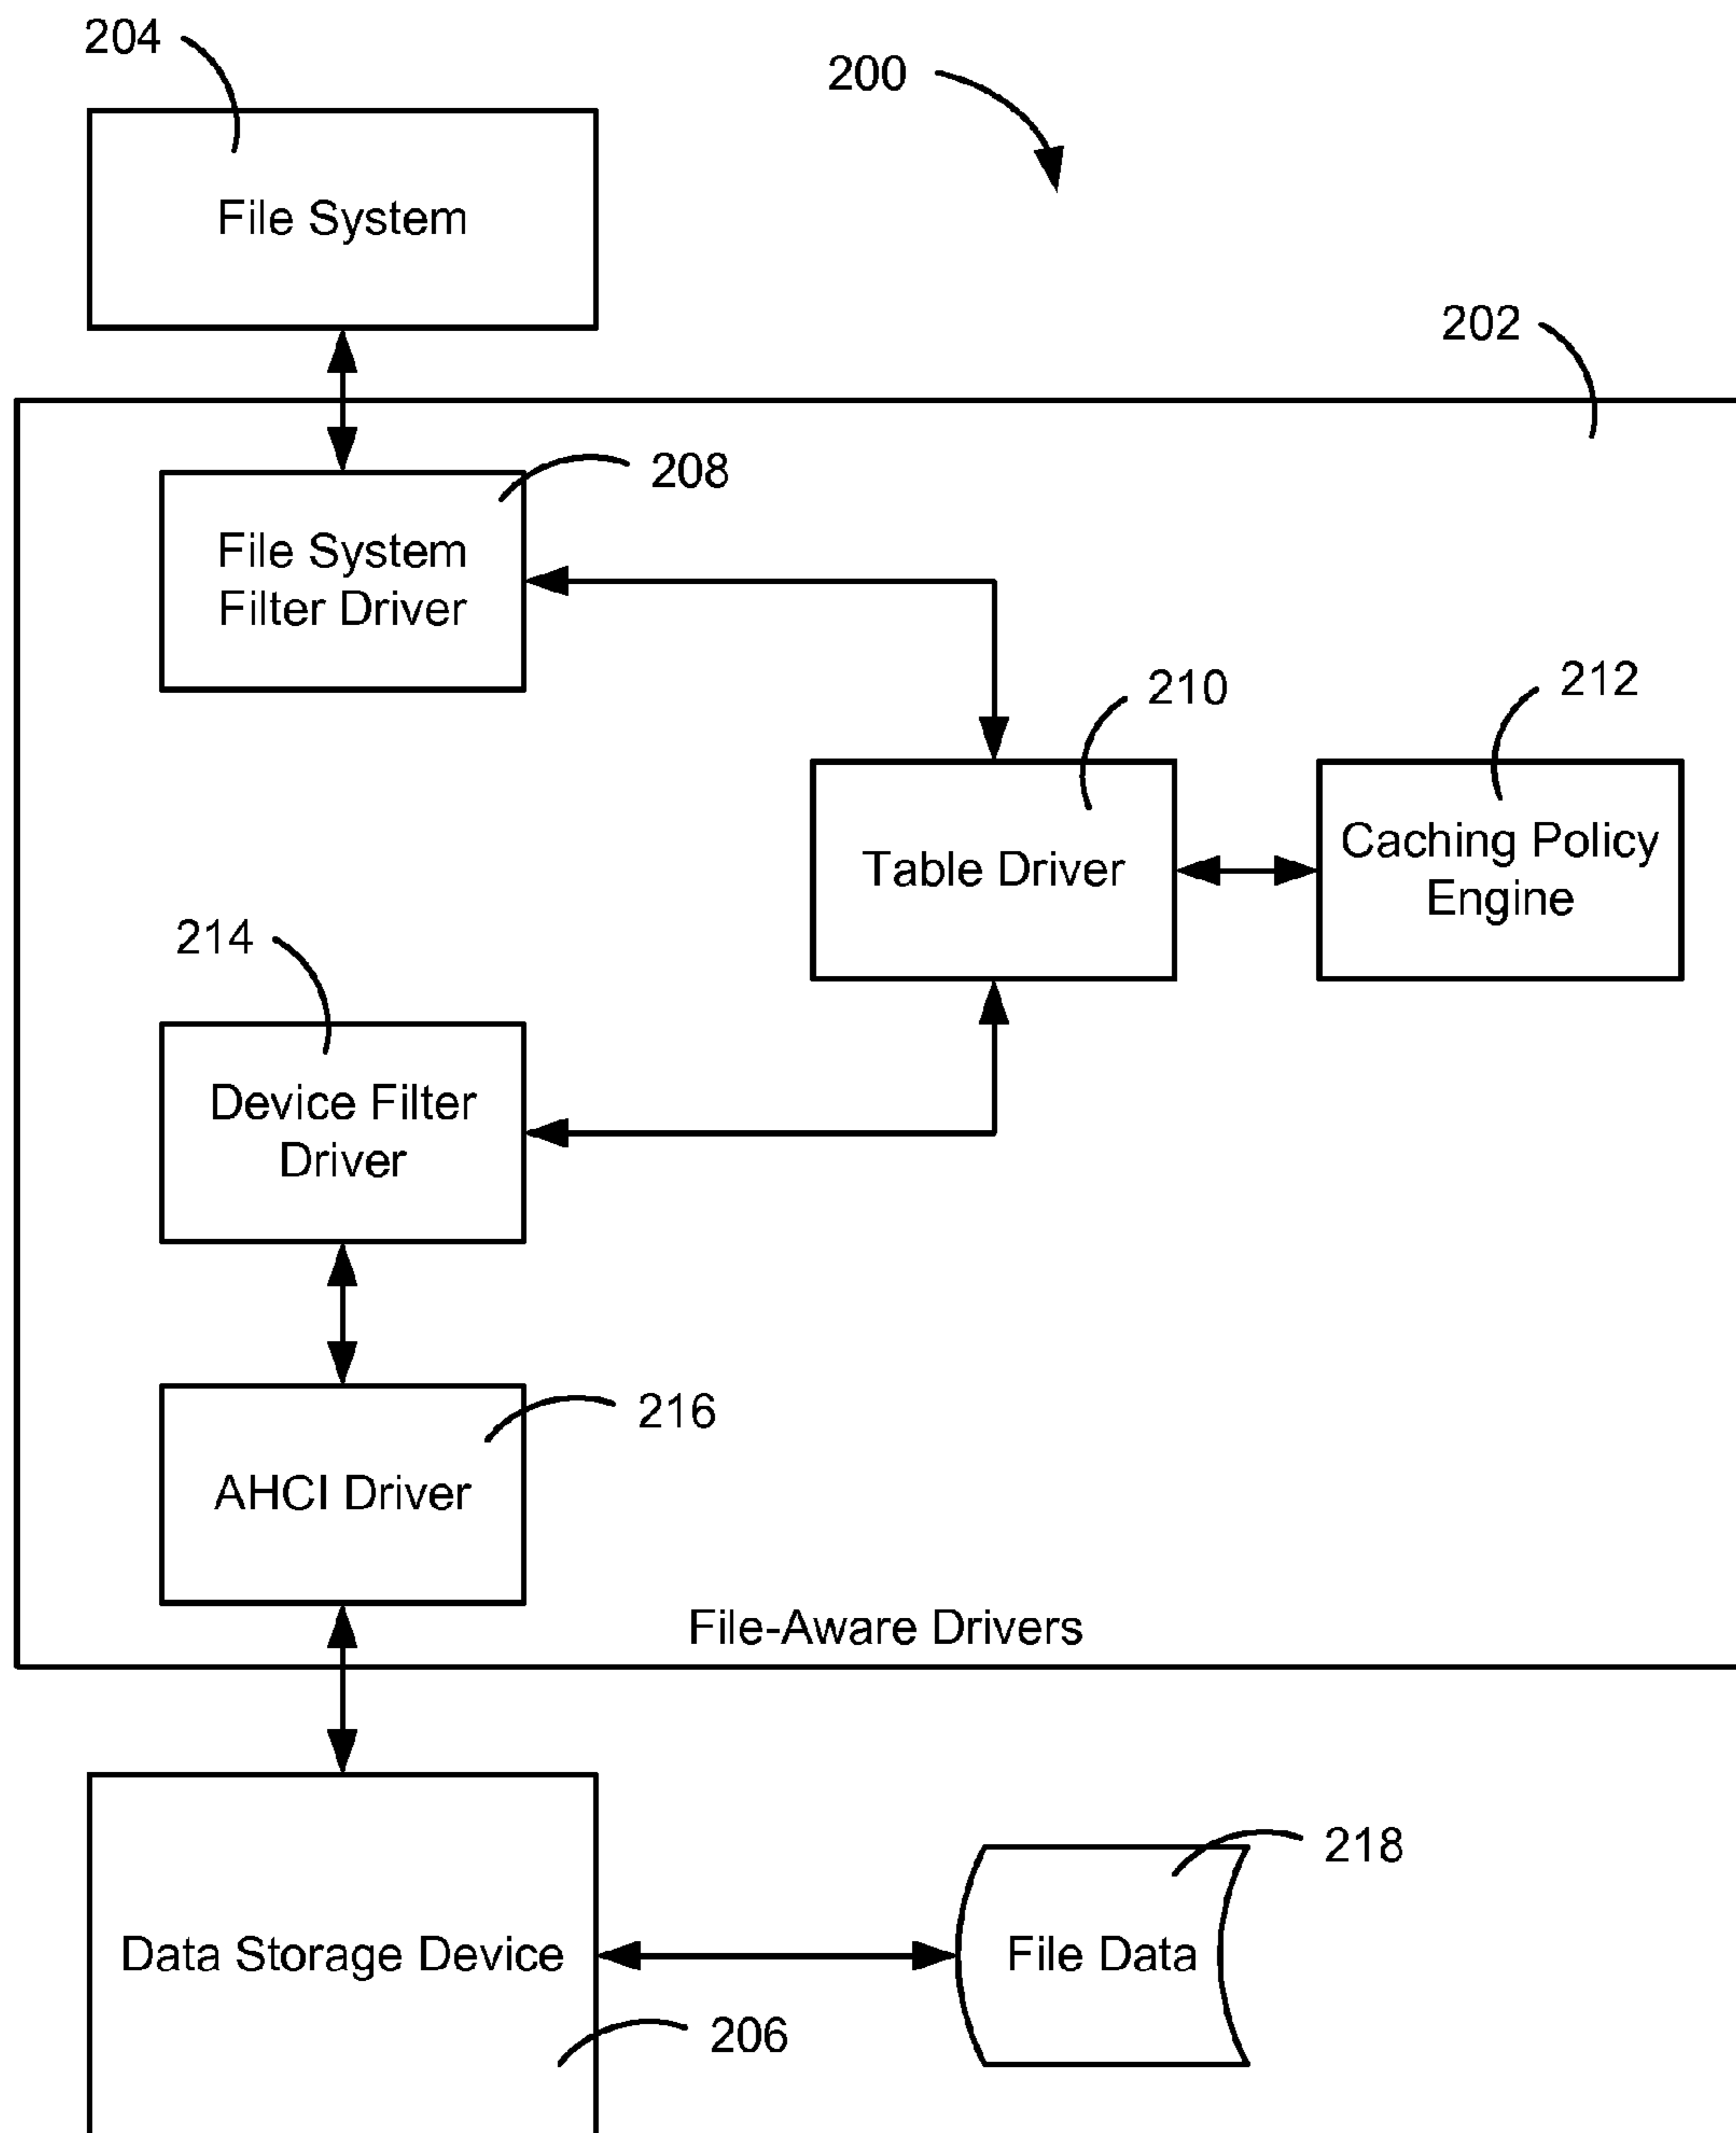 204
200
File System
202
208
File System
Filter Driver
210
212
Table Driver
Caching Policy
Engine
214
Device Filter
Driver
216
AHCI Driver
File-Aware Drivers
218
Data Storage Device
File Data
206